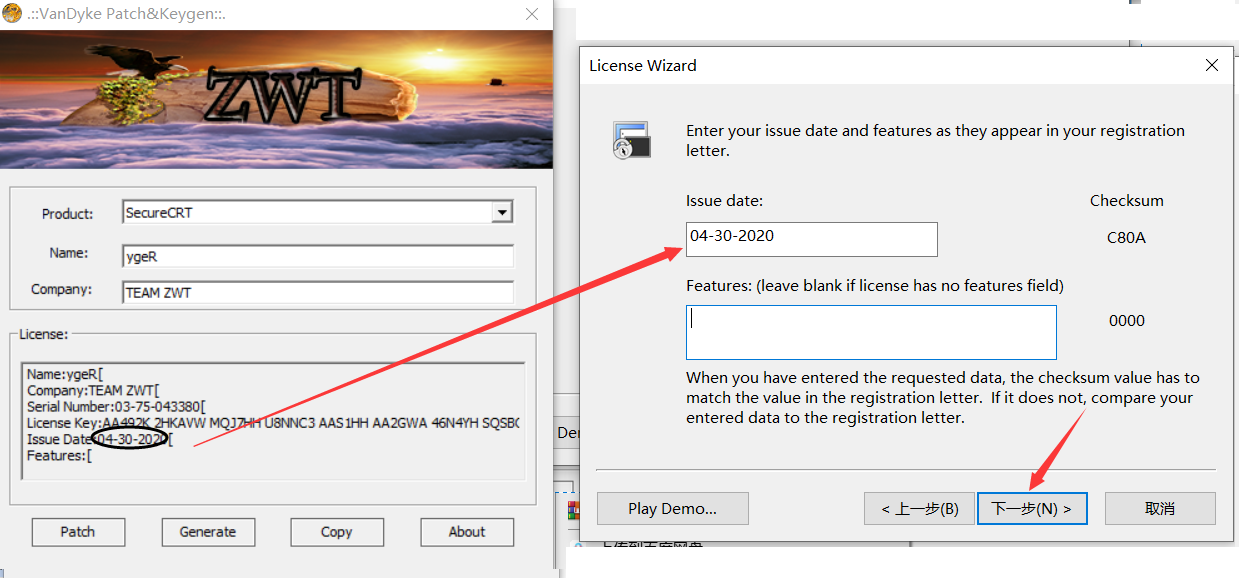 .::VanDyke Patch&Keygen::.
ZWT
Product:
SecureCRT
Name:
ygeR
Company:
TEAM ZWT
License:
Name:ygeR[
Company:TEAM ZWT[
Serial Number:03-75-043380[
License Key:AA492K 2HKAVW MQJ7HH U8NNC3 AAS1HH AA2GWA 46N4YH
Issue Date:04-30-2020[
Features:[
Patch
Generate
Copy
About
License Wizard
Enter your issue date and features as they appear in your registration
letter.
Issue date:
Checksum
04-30-2020
C80A
Features: (leave blank if license has no features field)
0000
When you have entered the requested data, the checksum value has to
match the value in the registration letter. If it does not, compare your
entered data to the registration letter.
Play Demo...
< 上一步(B)
下一步(N) >
取消